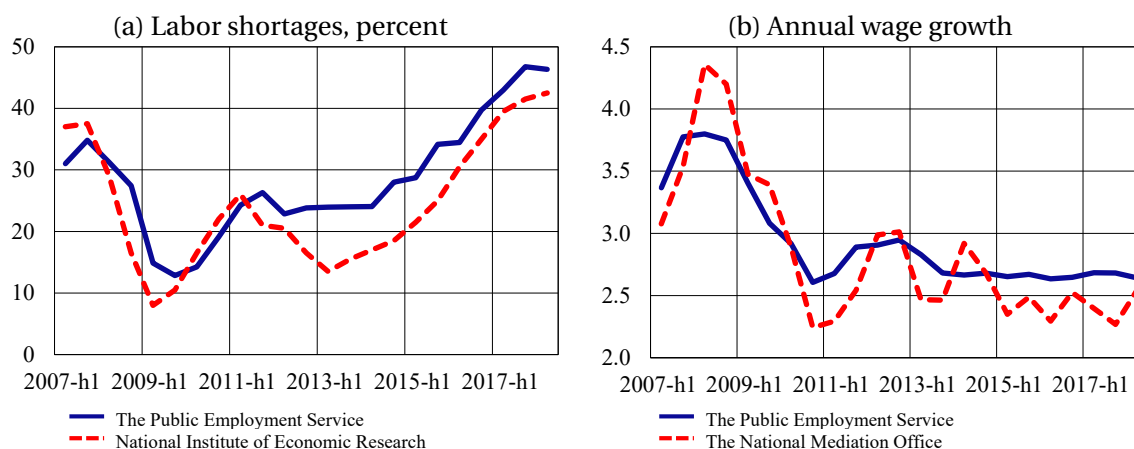 (a) Labor shortages, percent
50
40
30
20
10
0
2007-h1 2009-h1 2011-h1 2013-h1 2015-h1 2017-h1
The Public Employment Service
National Institute of Economic Research
(b) Annual wage growth
4.5
4.0
3.5
3.0
2.5
2.0
2007-h1 2009-h1 2011-h1 2013-h1 2015-h1 2017-h1
The Public Employment Service
The National Mediation Office